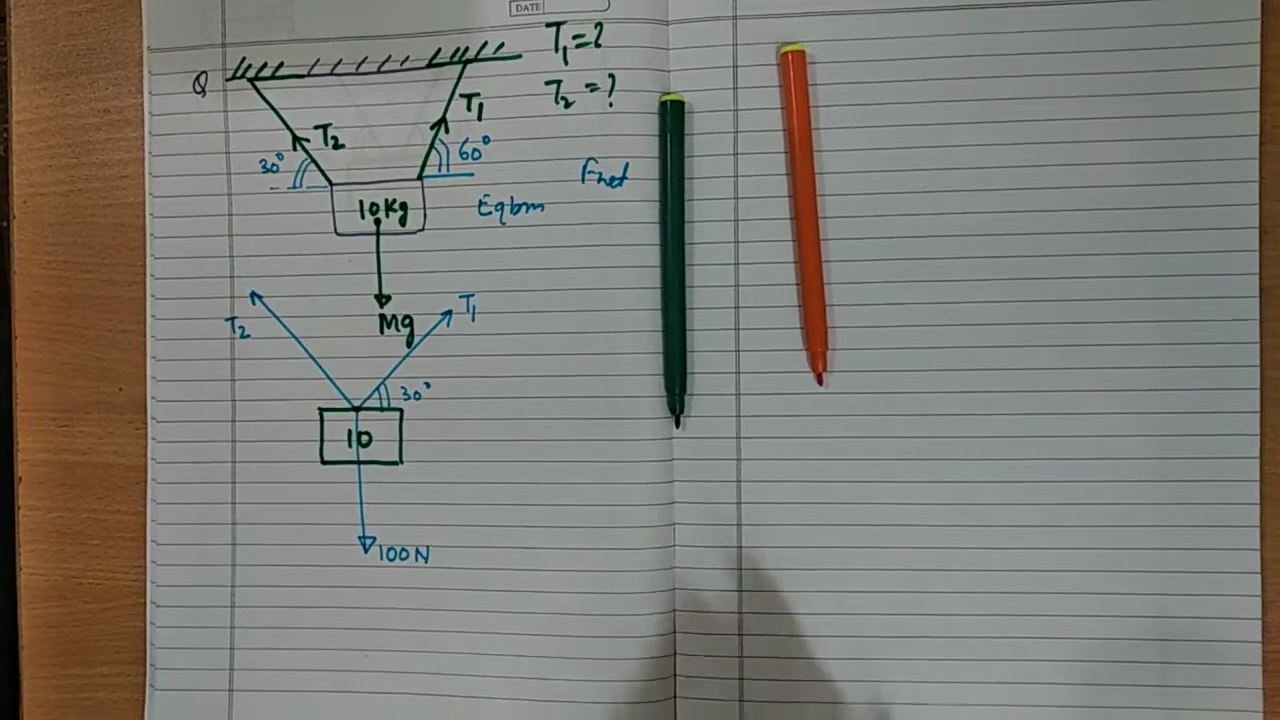 DATE
Q
T₁=?
T₂=?
T₁
T₂
30°
60°
Fnet
10Kg
Eqbm
Mg
T₂
T₁
30°
10
100N